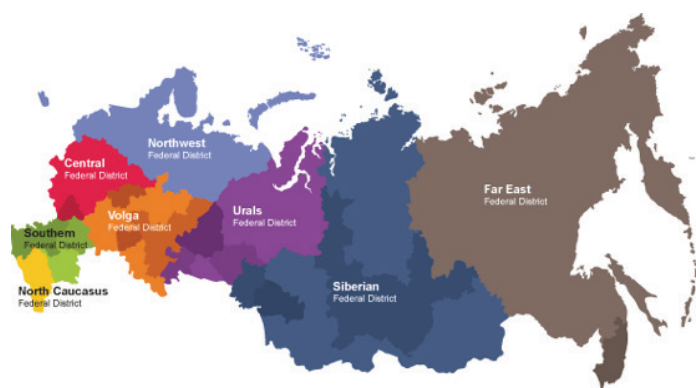 Northwest
Federal District
Central
Federal District
Far East
Federal District
Volga
Federal District
Urals
Federal District
Southern
Federal District
Siberian
Federal District
North Caucasus
Federal District